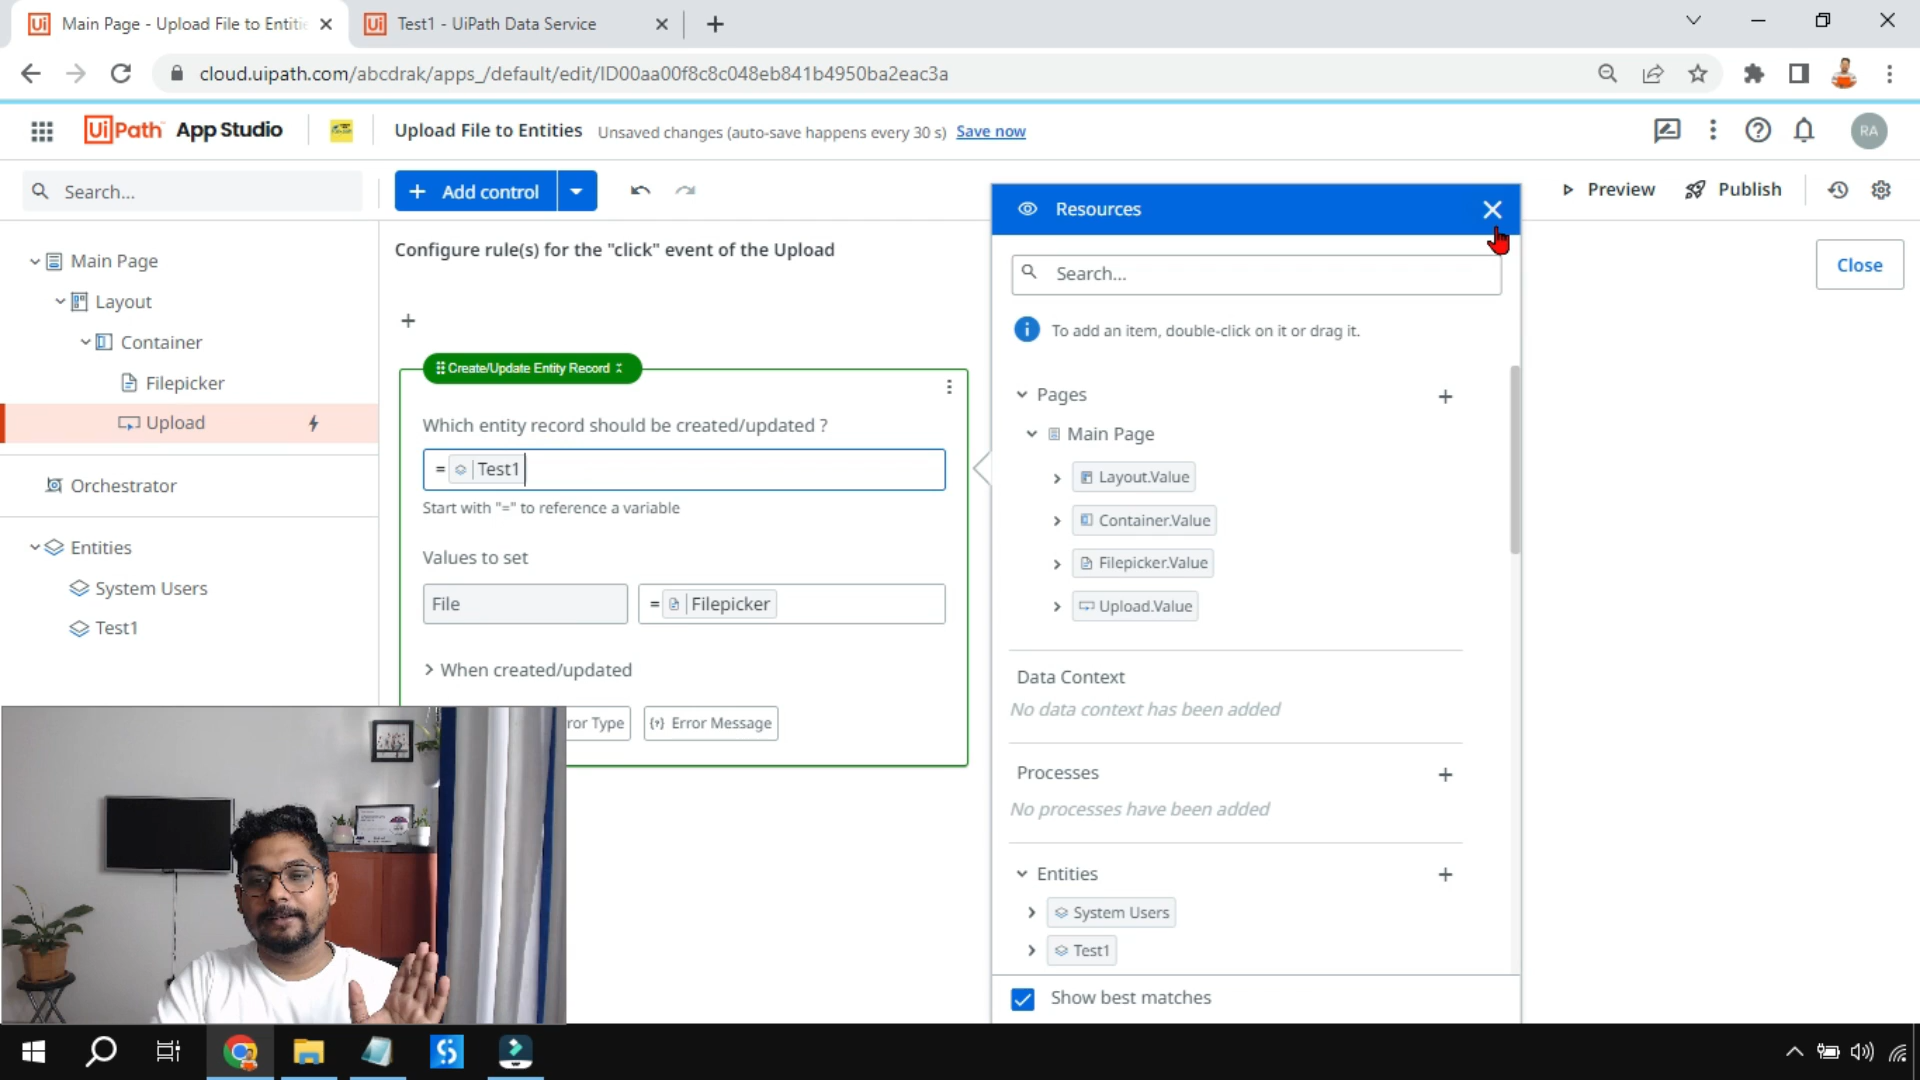 Main Page - Upload File to Entitie
Test1 - UiPath Data Service
cloud.uipath.com/abcdrak/apps_/default/edit/ID00aa00f8c8c048eb841b4950ba2eac3a
UiPath App Studio
Upload File to Entities
Unsaved changes (auto-save happens every 30 s) Save now
RA
Search...
+ Add control
Preview
Publish
Main Page
Layout
Container
Filepicker
Upload
Orchestrator
Entities
System Users
Test1
Configure rule(s) for the "click" event of the Upload
Create/Update Entity Record
Which entity record should be created/updated ?
= Test1
Start with "=" to reference a variable
Values to set
File
= Filepicker
When created/updated
ror Type
Error Message
Resources
Search...
To add an item, double-click on it or drag it.
Pages
Main Page
Layout.Value
Container.Value
Filepicker.Value
Upload.Value
Data Context
No data context has been added
Processes
No processes have been added
Entities
System Users
Test1
Show best matches
Close